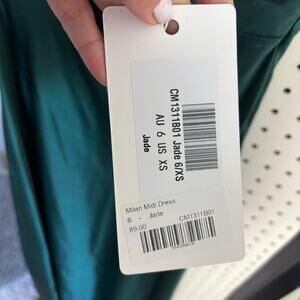 CM1311B01 Jade 6/XS
AU 6 US XS
Jade
Milan Midi Dress
6 - Jade
89.00 CM1311B01